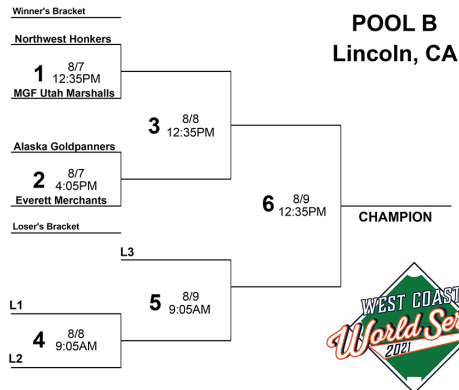 Winner's Bracket
POOL B
Lincoln, CA
Northwest Honkers
1
8/7
12:35PM
MGF Utah Marshalls
3
8/8
12:35PM
Alaska Goldpanners
2
8/7
4:05PM
Everett Merchants
6
8/9
12:35PM
CHAMPION
Loser's Bracket
L3
5
8/9
9:05AM
L1
4
8/8
9:05AM
L2
WEST COAST
World
2021